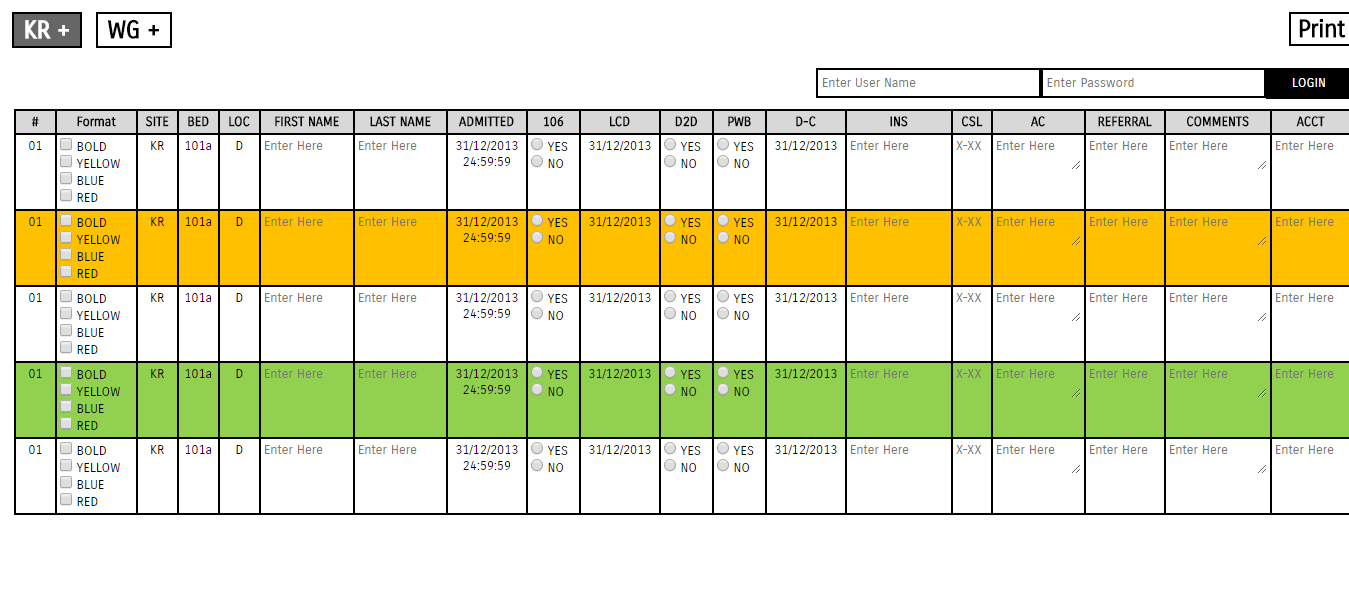 KR + WG + Print
Enter User Name Enter Password LOGIN
# Format SITE BED LOC FIRST NAME LAST NAME ADMITTED 106 LCD D2D PWB D-C INS CSL AC REFERRAL COMMENTS ACCT
01 BOLD KR 101a D Enter Here Enter Here 31/12/2013 YES 31/12/2013 YES YES 31/12/2013 Enter Here X-XX Enter Here Enter Here Enter Here Enter Here
YELLOW 24:59:59 NO NO NO
BLUE
RED
01 BOLD KR 101a D Enter Here Enter Here 31/12/2013 YES 31/12/2013 YES YES 31/12/2013 Enter Here X-XX Enter Here Enter Here Enter Here Enter Here
YELLOW 24:59:59 NO NO NO
BLUE
RED
01 BOLD KR 101a D Enter Here Enter Here 31/12/2013 YES 31/12/2013 YES YES 31/12/2013 Enter Here X-XX Enter Here Enter Here Enter Here Enter Here
YELLOW 24:59:59 NO NO NO
BLUE
RED
01 BOLD KR 101a D Enter Here Enter Here 31/12/2013 YES 31/12/2013 YES YES 31/12/2013 Enter Here X-XX Enter Here Enter Here Enter Here Enter Here
YELLOW 24:59:59 NO NO NO
BLUE
RED
01 BOLD KR 101a D Enter Here Enter Here 31/12/2013 YES 31/12/2013 YES YES 31/12/2013 Enter Here X-XX Enter Here Enter Here Enter Here Enter Here
YELLOW 24:59:59 NO NO NO
BLUE
RED